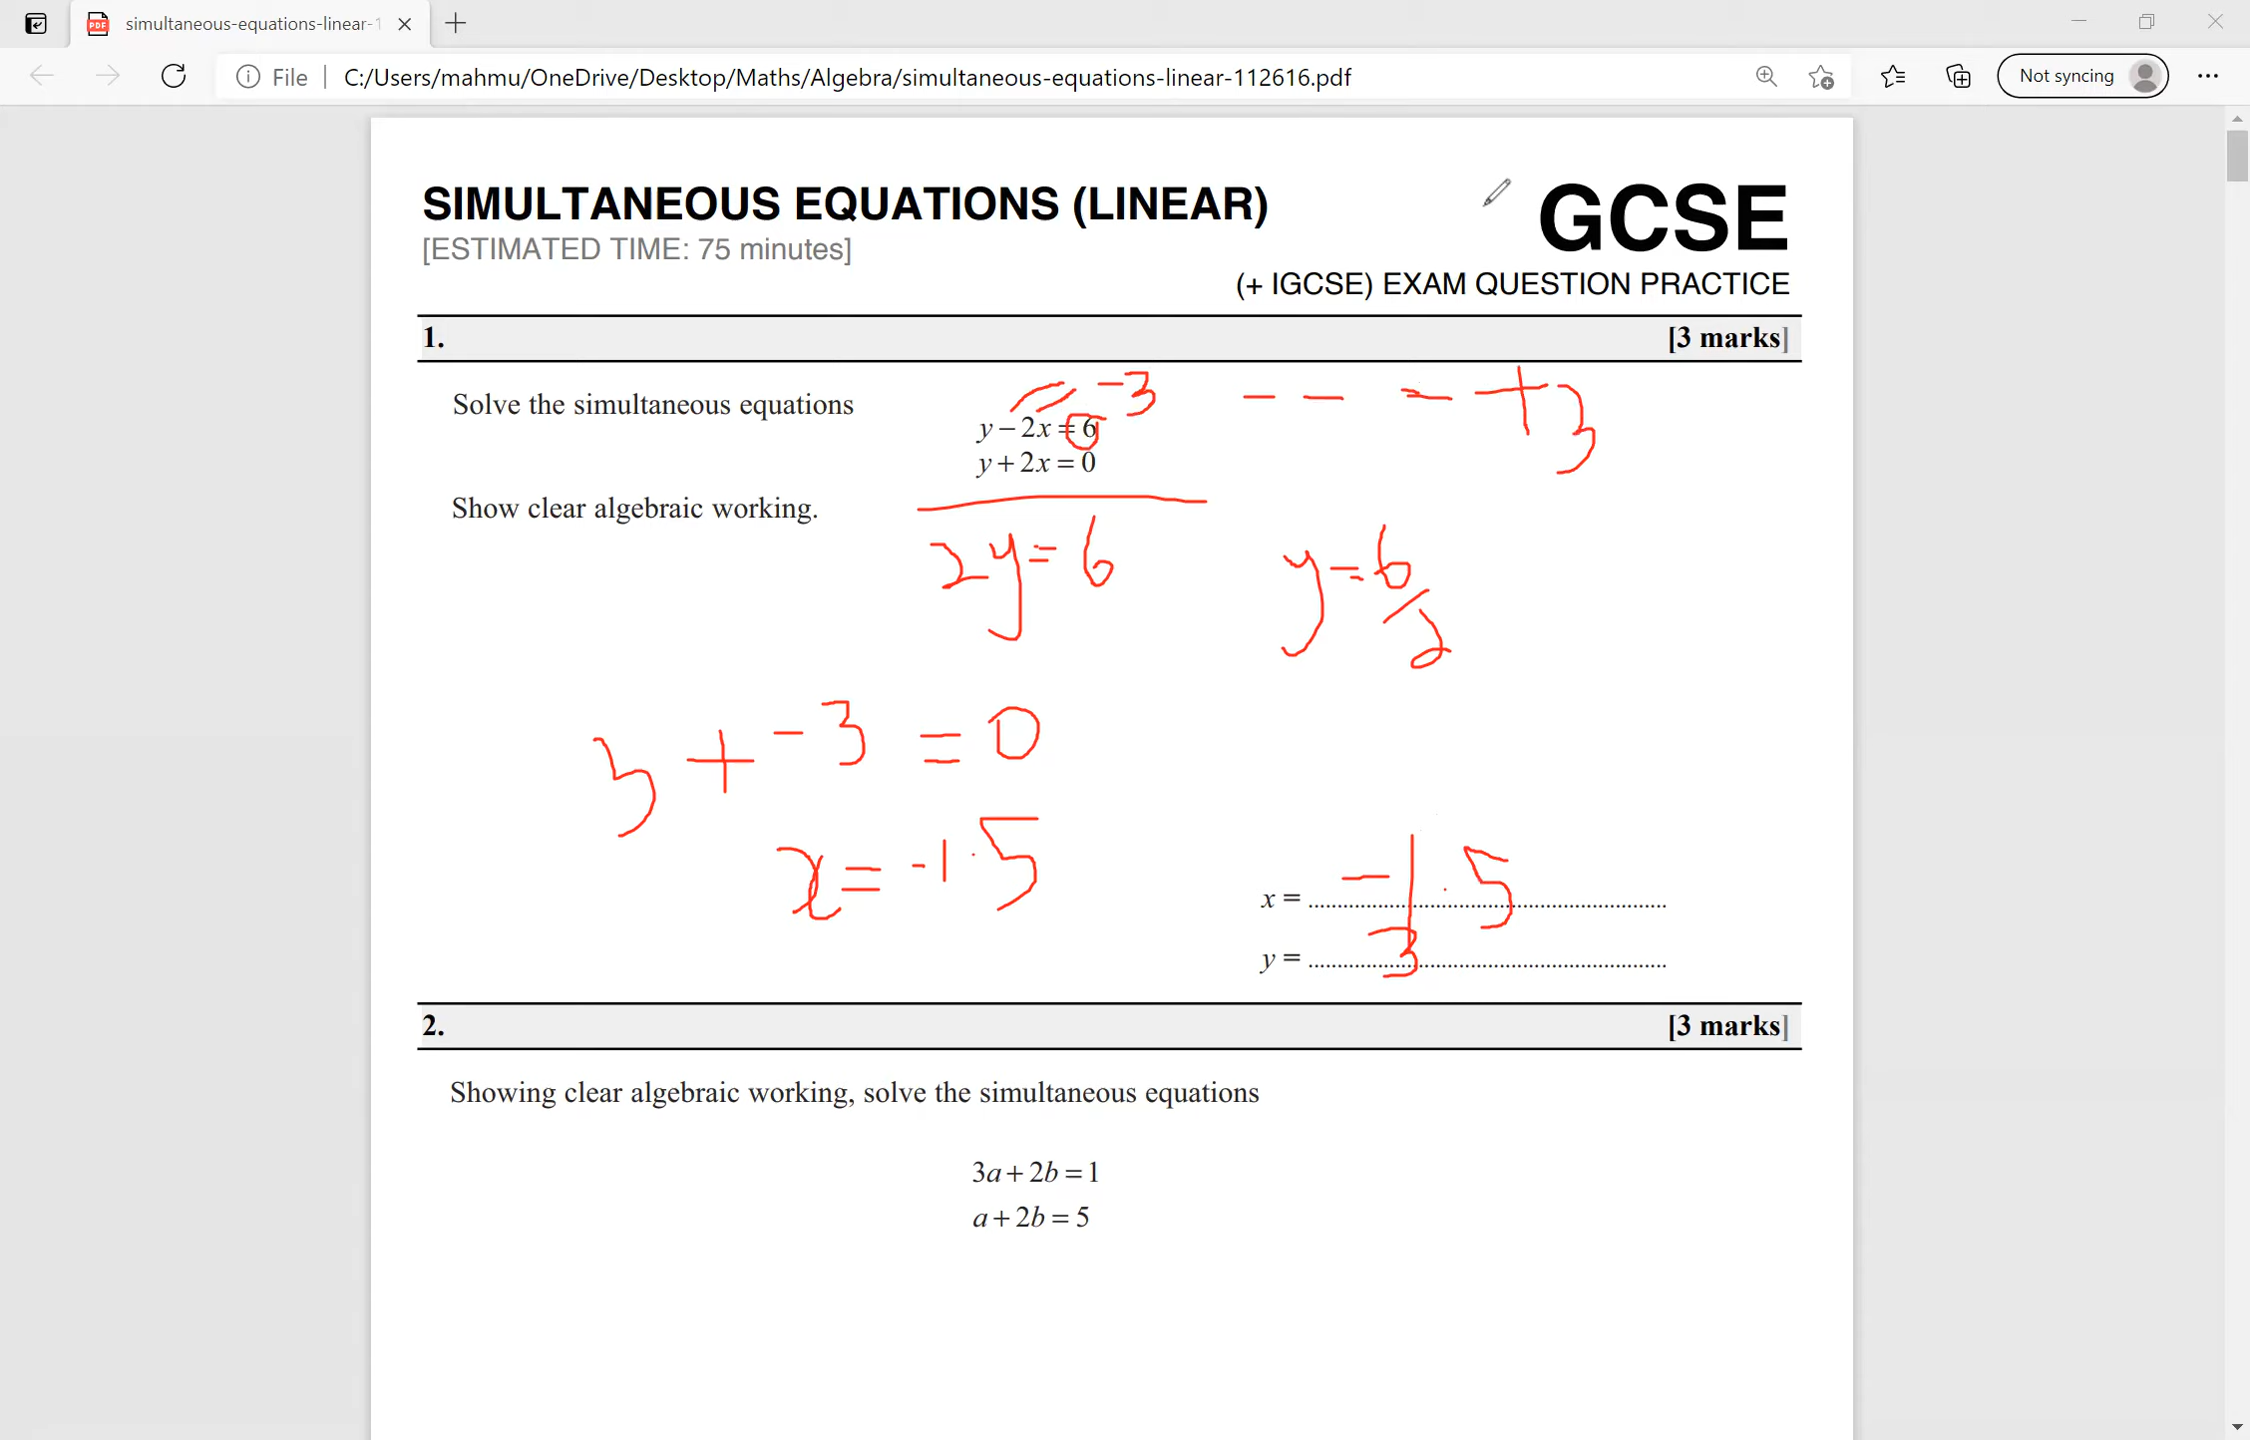 simultaneous-equations-linear-1
File | C:/Users/mahmu/OneDrive/Desktop/Maths/Algebra/simultaneous-equations-linear-112616.pdf
Not syncing
SIMULTANEOUS EQUATIONS (LINEAR)
GCSE
[ESTIMATED TIME: 75 minutes]
(+ IGCSE) EXAM QUESTION PRACTICE
1. [3 marks]
= -3 - - = +3
Solve the simultaneous equations
y − 2x = 6
y + 2x = 0
Show clear algebraic working.
2y = 6 y = 6/2
3 + -3 = 0
x = -1.5
x = -1.5
y = 3
2. [3 marks]
Showing clear algebraic working, solve the simultaneous equations
3a + 2b = 1
a + 2b = 5